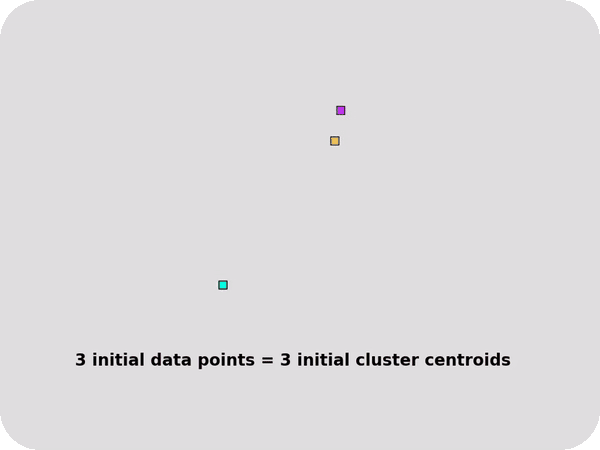 3 initial data points = 3 initial cluster centroids